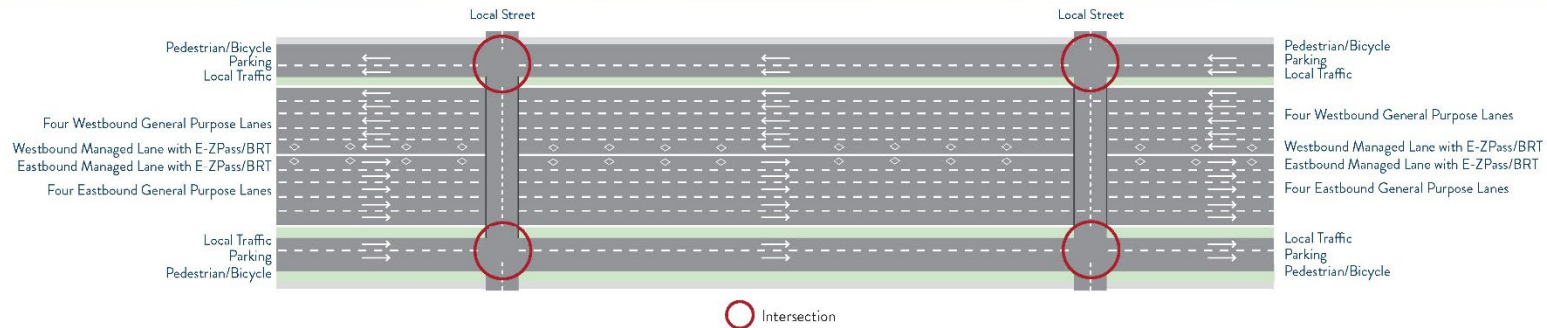 Local Street
Local Street
Pedestrian/Bicycle
Parking
Local Traffic
Four Westbound General Purpose Lanes
Westbound Managed Lane with E-ZPass/BRT
Eastbound Managed Lane with E-ZPass/BRT
Four Eastbound General Purpose Lanes
Local Traffic
Parking
Pedestrian/Bicycle
Pedestrian/Bicycle
Parking
Local Traffic
Four Westbound General Purpose Lanes
Westbound Managed Lane with E-ZPass/BRT
Eastbound Managed Lane with E-ZPass/BRT
Four Eastbound General Purpose Lanes
Local Traffic
Parking
Pedestrian/Bicycle
Intersection